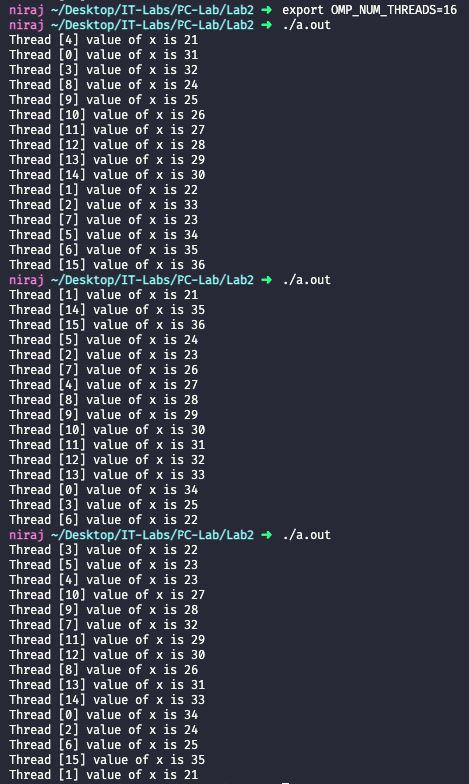 niraj ~/Desktop/IT-Labs/PC-Lab/Lab2 ➜ export OMP_NUM_THREADS=16
niraj ~/Desktop/IT-Labs/PC-Lab/Lab2 ➜ ./a.out
Thread [4] value of x is 21
Thread [0] value of x is 31
Thread [3] value of x is 32
Thread [8] value of x is 24
Thread [9] value of x is 25
Thread [10] value of x is 26
Thread [11] value of x is 27
Thread [12] value of x is 28
Thread [13] value of x is 29
Thread [14] value of x is 30
Thread [1] value of x is 22
Thread [2] value of x is 33
Thread [7] value of x is 23
Thread [5] value of x is 34
Thread [6] value of x is 35
Thread [15] value of x is 36
niraj ~/Desktop/IT-Labs/PC-Lab/Lab2 ➜ ./a.out
Thread [1] value of x is 21
Thread [14] value of x is 35
Thread [15] value of x is 36
Thread [5] value of x is 24
Thread [2] value of x is 23
Thread [7] value of x is 26
Thread [4] value of x is 27
Thread [8] value of x is 28
Thread [9] value of x is 29
Thread [10] value of x is 30
Thread [11] value of x is 31
Thread [12] value of x is 32
Thread [13] value of x is 33
Thread [0] value of x is 34
Thread [3] value of x is 25
Thread [6] value of x is 22
niraj ~/Desktop/IT-Labs/PC-Lab/Lab2 ➜ ./a.out
Thread [3] value of x is 22
Thread [5] value of x is 23
Thread [4] value of x is 23
Thread [10] value of x is 27
Thread [9] value of x is 28
Thread [7] value of x is 32
Thread [11] value of x is 29
Thread [12] value of x is 30
Thread [8] value of x is 26
Thread [13] value of x is 31
Thread [14] value of x is 33
Thread [0] value of x is 34
Thread [2] value of x is 24
Thread [6] value of x is 25
Thread [15] value of x is 35
Thread [1] value of x is 21